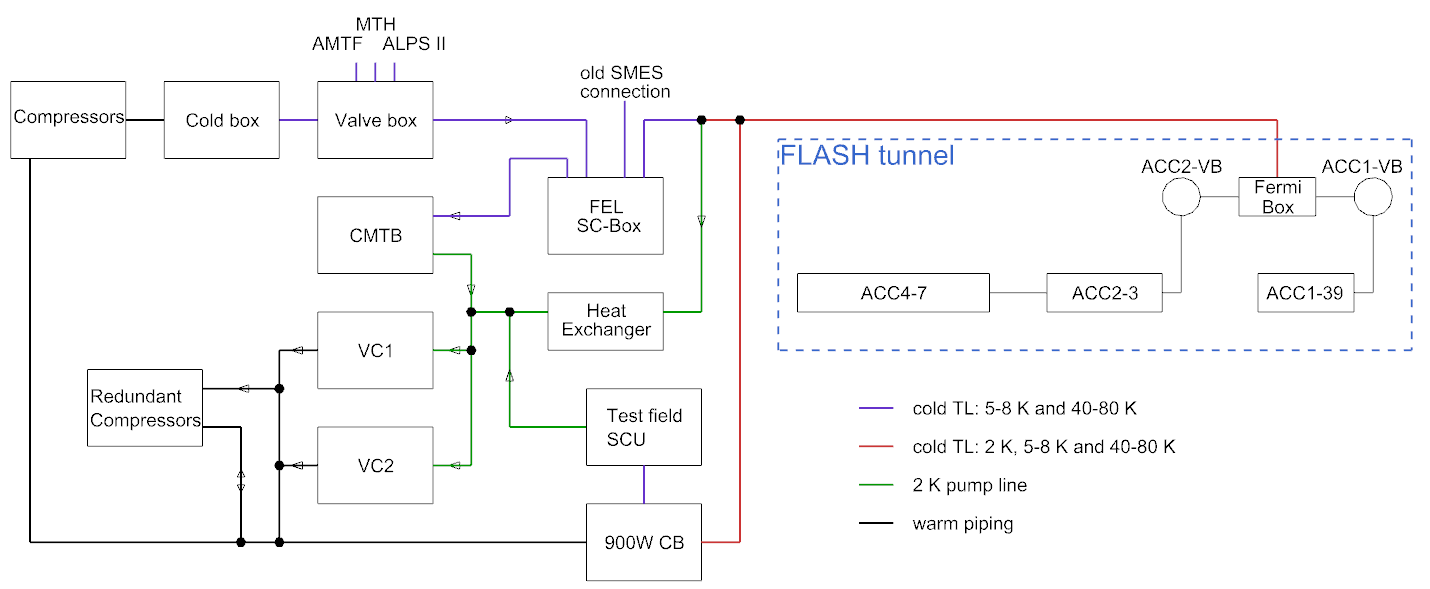 MTH
AMTF
ALPS II
old SMES
connection
Compressors
Cold box
Valve box
FLASH tunnel
ACC2-VB
ACC1-VB
Fermi
Box
FEL
SC-Box
CMTB
ACC4-7
ACC2-3
ACC1-39
Heat
Exchanger
VC1
Redundant
Compressors
Test field
SCU
VC2
900W CB
cold TL: 5-8 K and 40-80 K
cold TL: 2 K, 5-8 K and 40-80 K
2 K pump line
warm piping